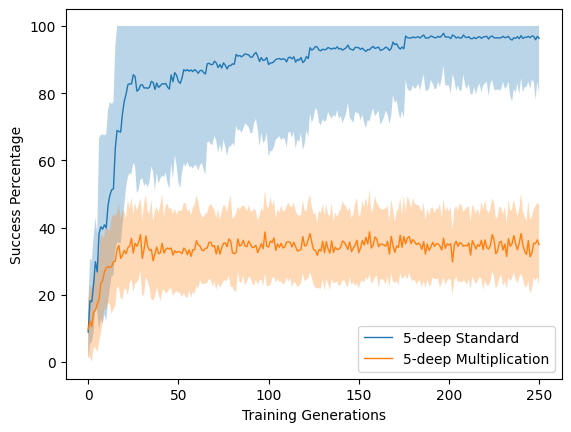 100
80
60
40
20
0
Success Percentage
5-deep Standard
5-deep Multiplication
0 50 100 150 200 250
Training Generations